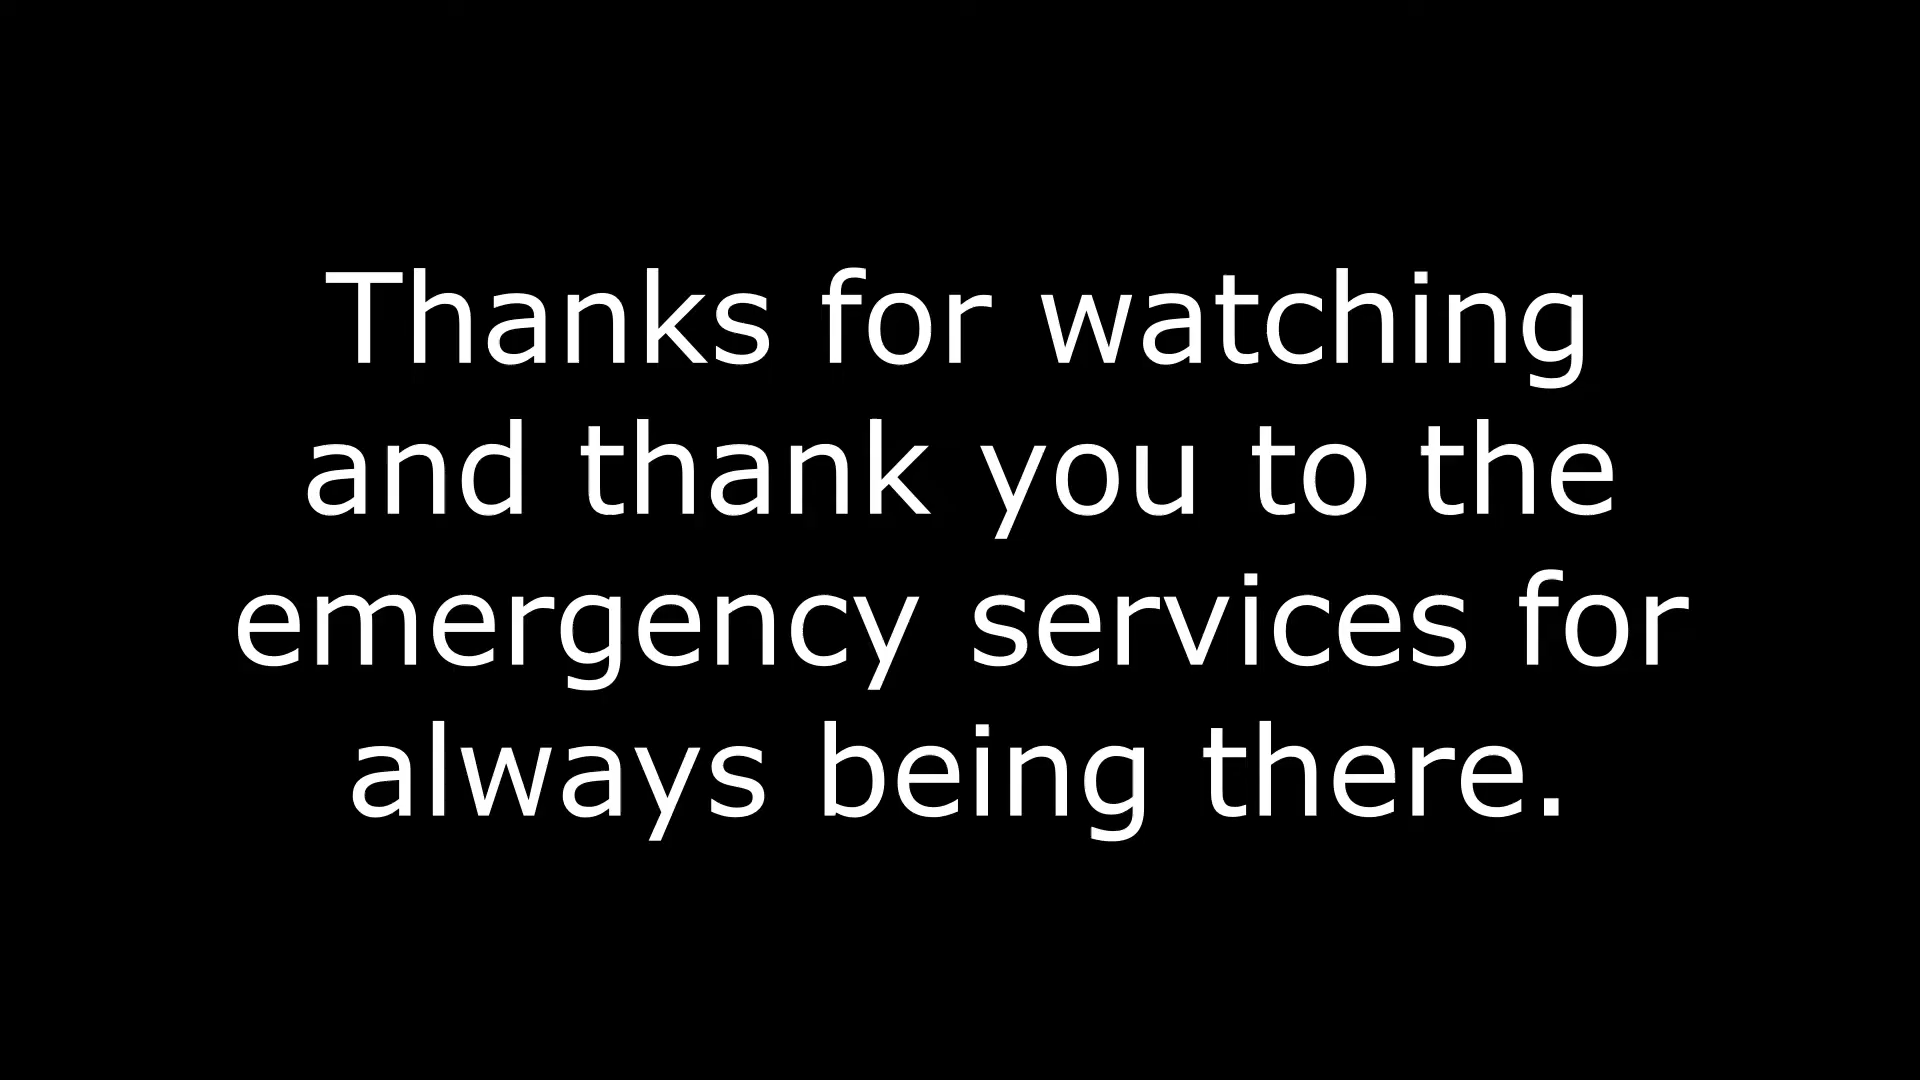 Thanks for watching
and thank you to the
emergency services for
always being there.